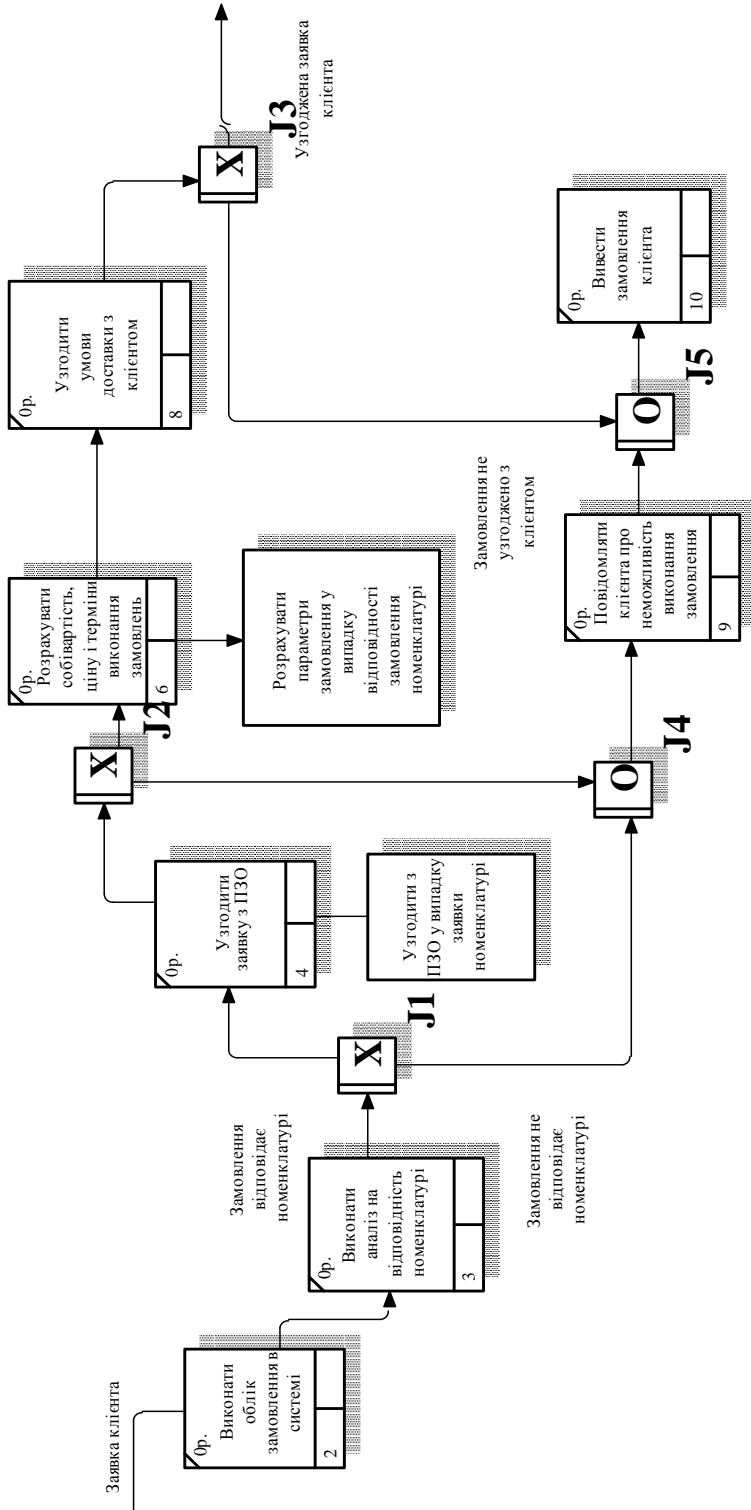 Заявка клієнта
0р.
Виконати
облік
замовлення в
системі
2
0р.
Виконати
аналіз на
відповідність
номенклатурі
3
Замовлення
відповідає
номенклатурі
Замовлення не
відповідає
номенклатурі
X
J1
0р.
Узгодити
заявку з ПЗО
4
Узгодити з
ПЗО у випадку
заявки
номенклатурі
X
J2
O
J4
0р.
Розрахувати
собівартість,
ціну і терміни
виконання
замовлень
6
Розрахувати
параметри
замовлення у
випадку
відповідності
замовлення
номенклатурі
0р.
Повідомляти
клієнта про
неможливість
виконання
замовлення
9
Замовлення не
узгоджено з
клієнтом
0р.
Узгодити
умови
доставки з
клієнтом
8
O
J5
X
J3
Узгоджена заявка
клієнта
0р.
Вивести
замовлення
клієнта
10